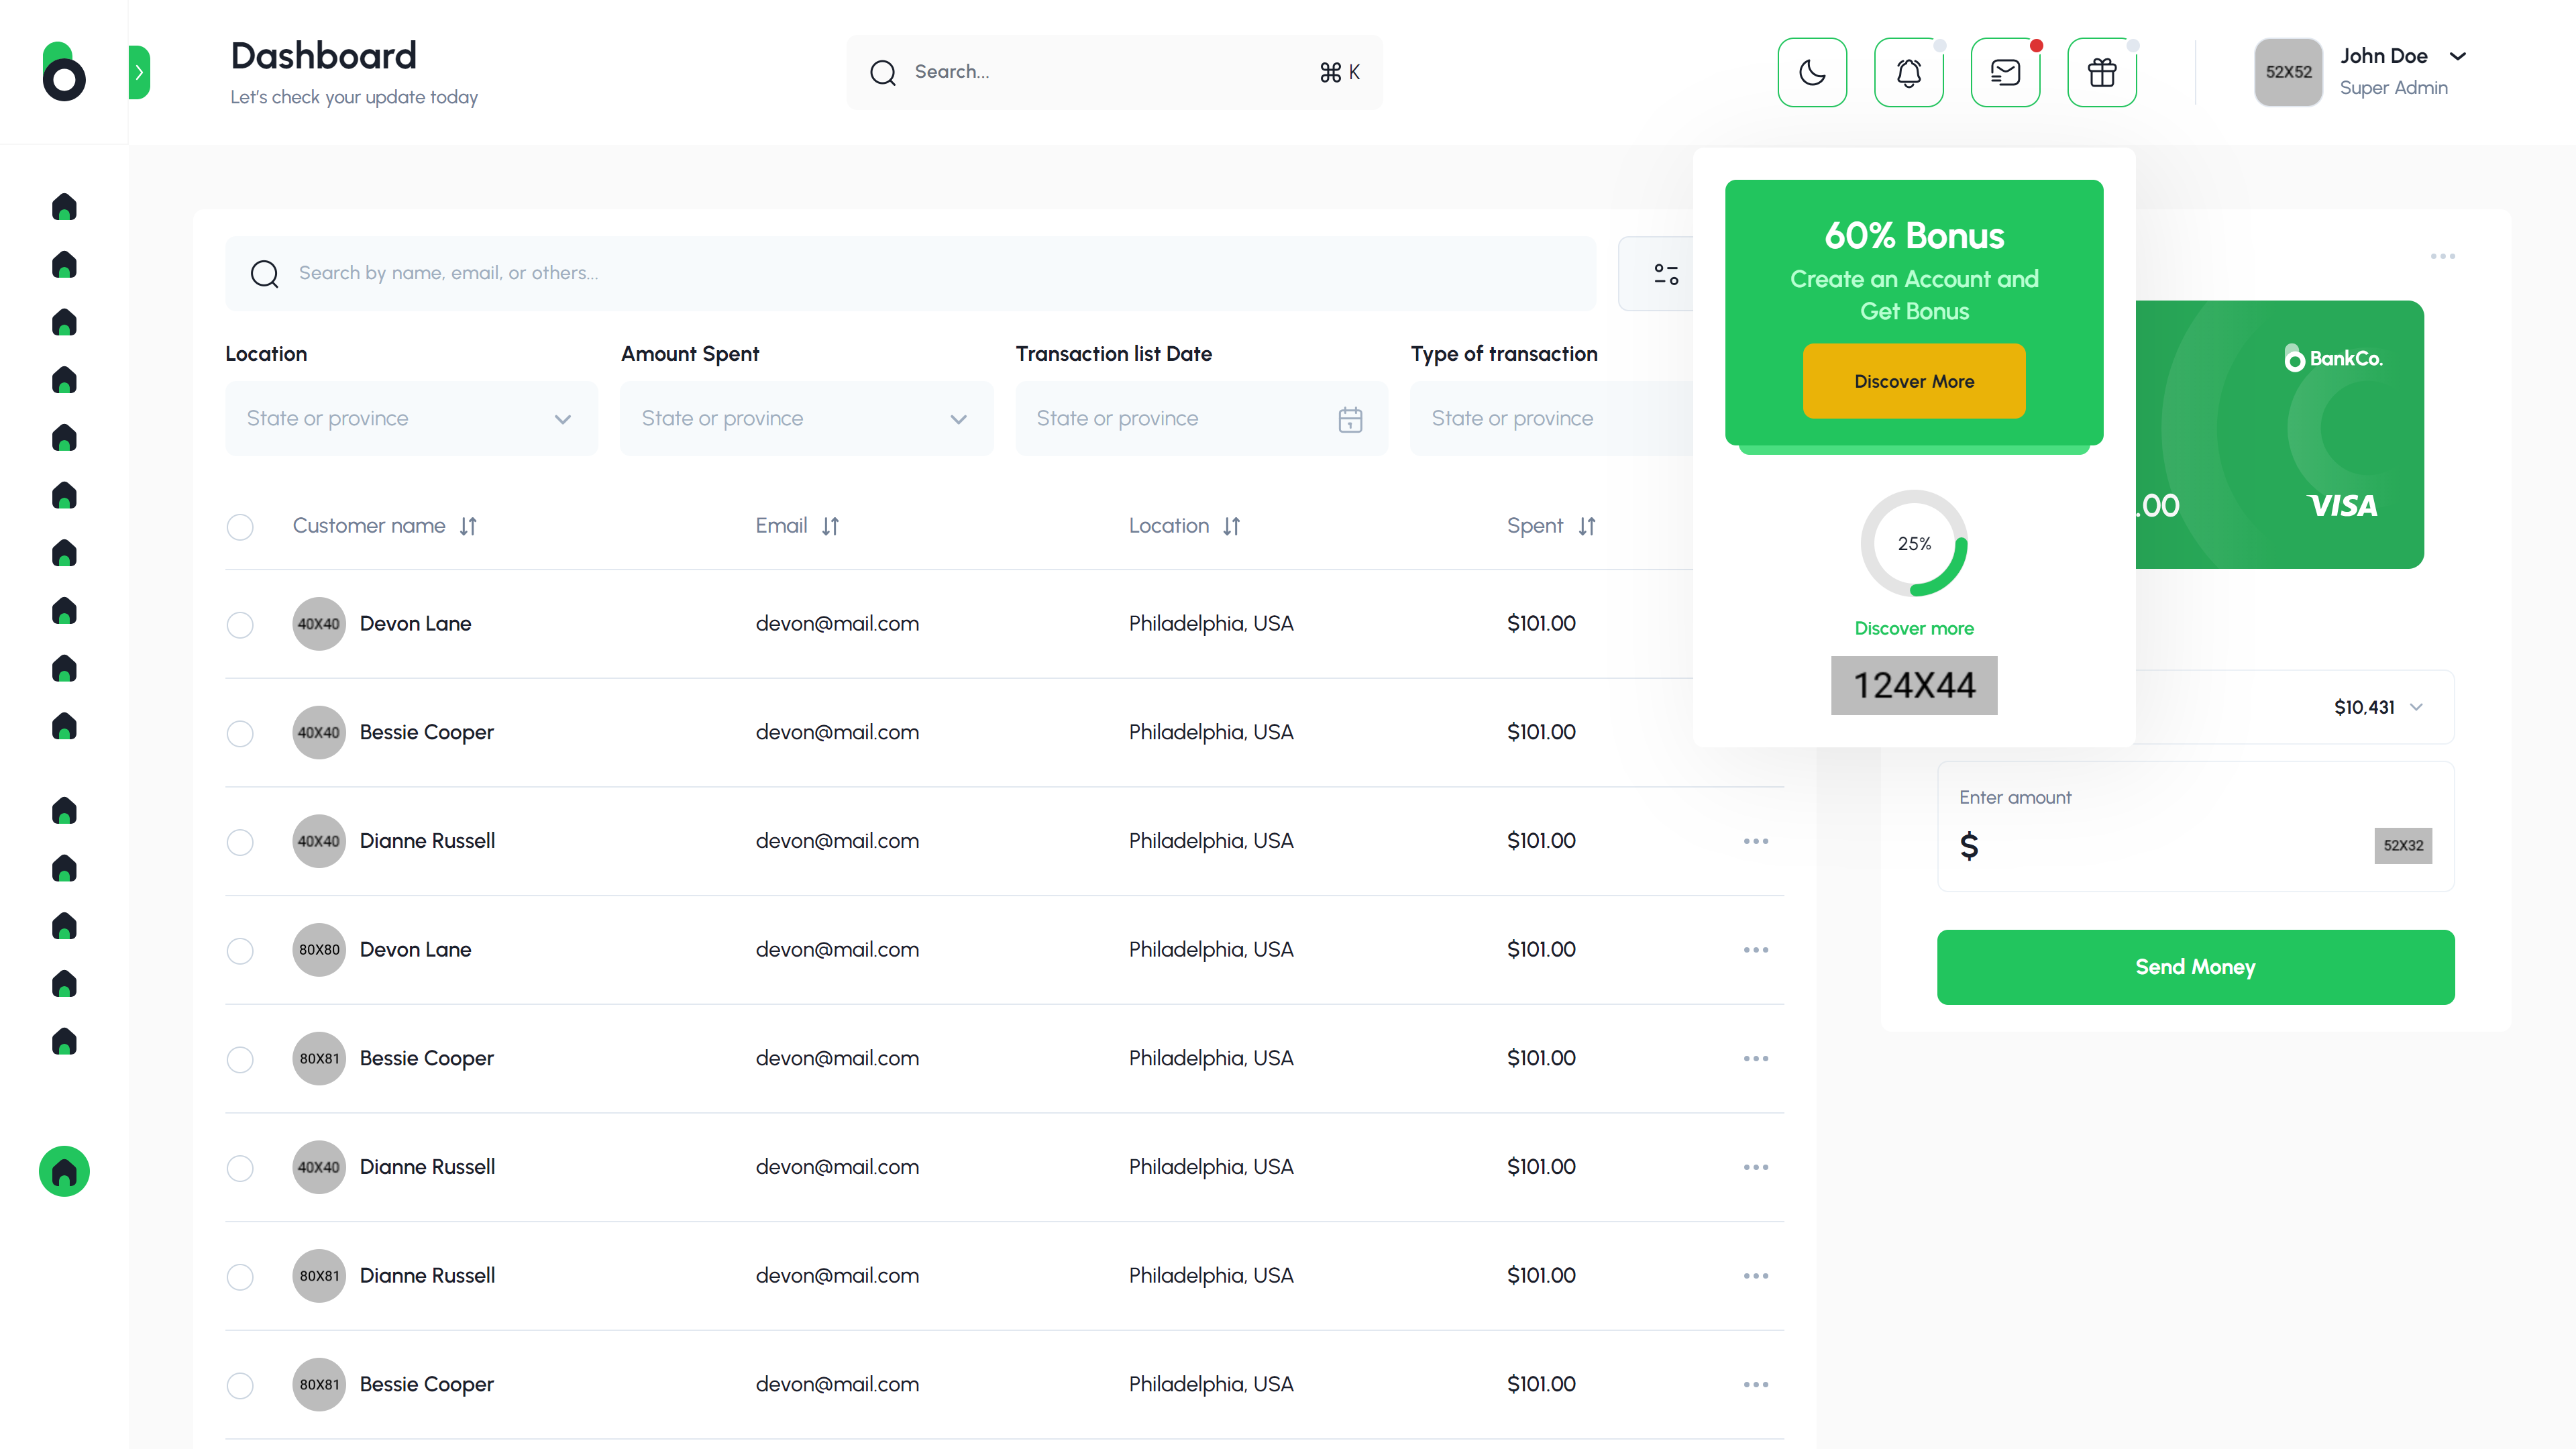 Dashboard
Let's check your update today
Search...
⌘ K
52X52
John Doe
Super Admin
Search by name, email, or others...
60% Bonus
Create an Account and
Get Bonus
Discover More
25%
Discover more
124X44
Location
Amount Spent
Transaction list Date
Type of transaction
State or province
State or province
State or province
State or province
Customer name
Email
Location
Spent
40X40 Devon Lane devon@mail.com Philadelphia, USA $101.00
40X40 Bessie Cooper devon@mail.com Philadelphia, USA $101.00
40X40 Dianne Russell devon@mail.com Philadelphia, USA $101.00
80X80 Devon Lane devon@mail.com Philadelphia, USA $101.00
80X81 Bessie Cooper devon@mail.com Philadelphia, USA $101.00
40X40 Dianne Russell devon@mail.com Philadelphia, USA $101.00
80X81 Dianne Russell devon@mail.com Philadelphia, USA $101.00
80X81 Bessie Cooper devon@mail.com Philadelphia, USA $101.00
BankCo.
.00
VISA
$10,431
Enter amount
$
52X32
Send Money